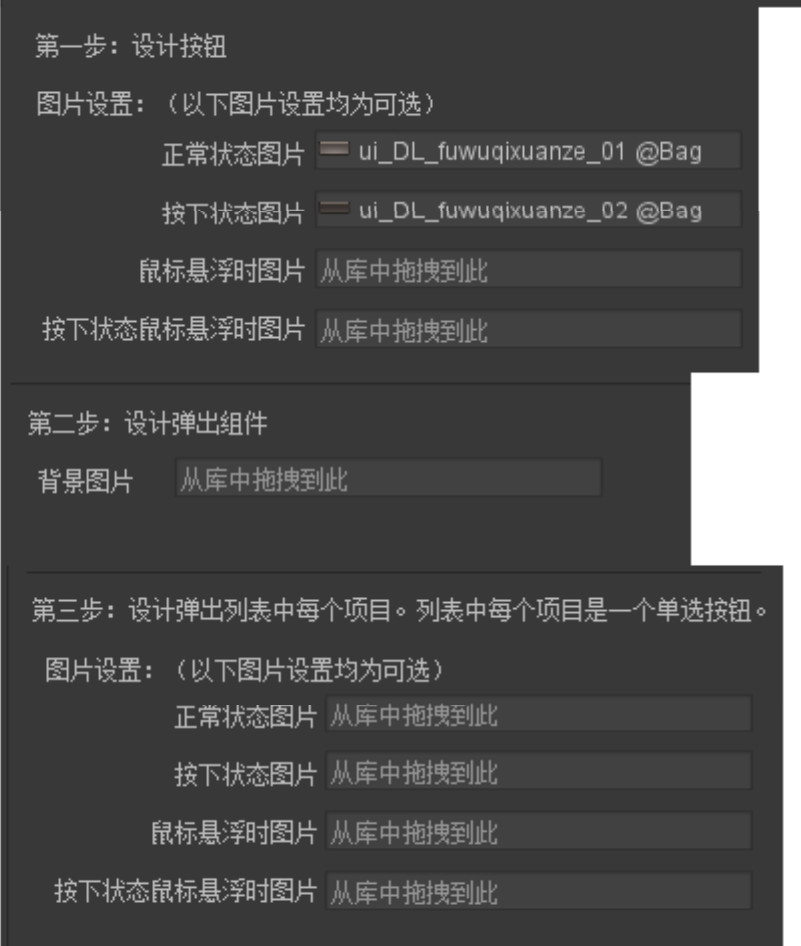 第一步：设计按钮
图片设置：（以下图片设置均为可选）
正常状态图片 ui_DL_fuwuqixuanze_01 @Bag
按下状态图片 ui_DL_fuwuqixuanze_02 @Bag
鼠标悬浮时图片 从库中拖拽到此
按下状态鼠标悬浮时图片 从库中拖拽到此
第二步：设计弹出组件
背景图片 从库中拖拽到此
第三步：设计弹出列表中每个项目。列表中每个项目是一个单选按钮。
图片设置：（以下图片设置均为可选）
正常状态图片 从库中拖拽到此
按下状态图片 从库中拖拽到此
鼠标悬浮时图片 从库中拖拽到此
按下状态鼠标悬浮时图片 从库中拖拽到此